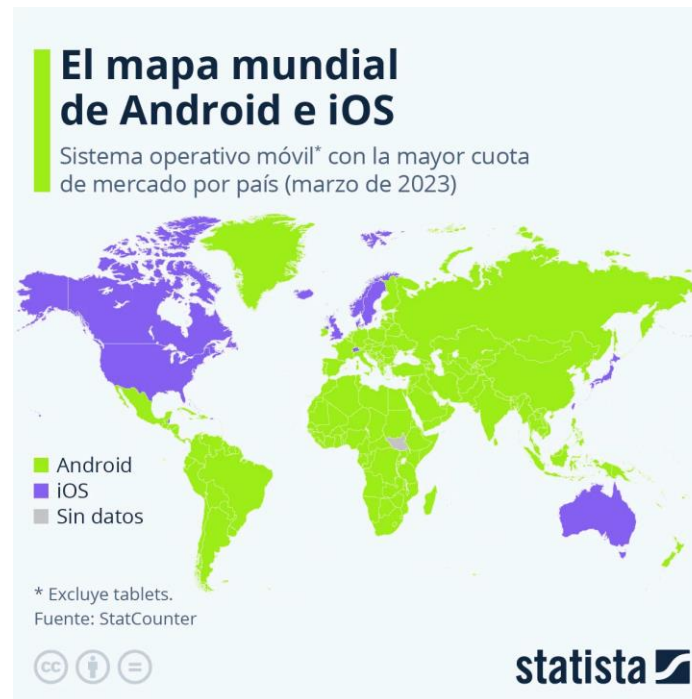 El mapa mundial
de Android e iOS
Sistema operativo móvil* con la mayor cuota
de mercado por país (marzo de 2023)
Android
iOS
Sin datos
* Excluye tablets.
Fuente: StatCounter
cc
statista